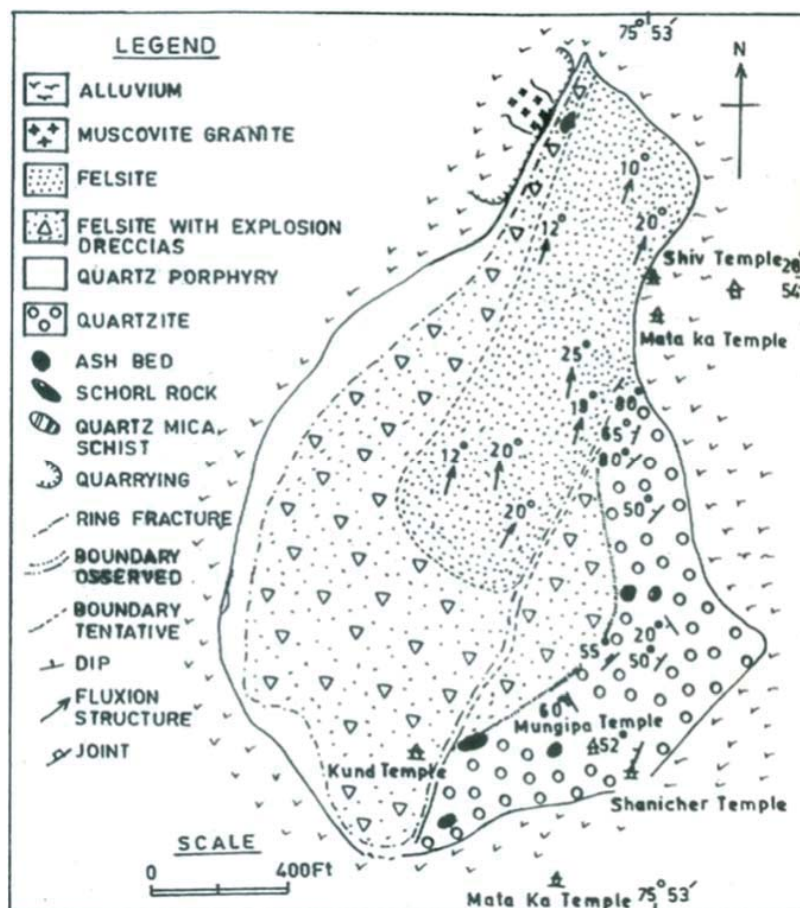 LEGEND
ALLUVIUM
MUSCOVITE GRANITE
FELSITE
FELSITE WITH EXPLOSION
DRECCIAS
QUARTZ PORPHYRY
QUARTZITE
ASH BED
SCHORL ROCK
QUARTZ MICA
SCHIST
QUARRYING
RING FRACTURE
BOUNDARY
OSSERVED
BOUNDARY
TENTATIVE
DIP
FLUXION
STRUCTURE
JOINT
SCALE
0 400Ft
75° 53′
N
10°
12°
20°
Shiv Temple
54
Mata ka Temple
25°
18°
80°
65°
80°
12°
20°
50°
20°
20°
55°
50°
60°
Mungipa Temple
52°
Kund Temple
Shanicher Temple
Mata Ka Temple 75° 53′